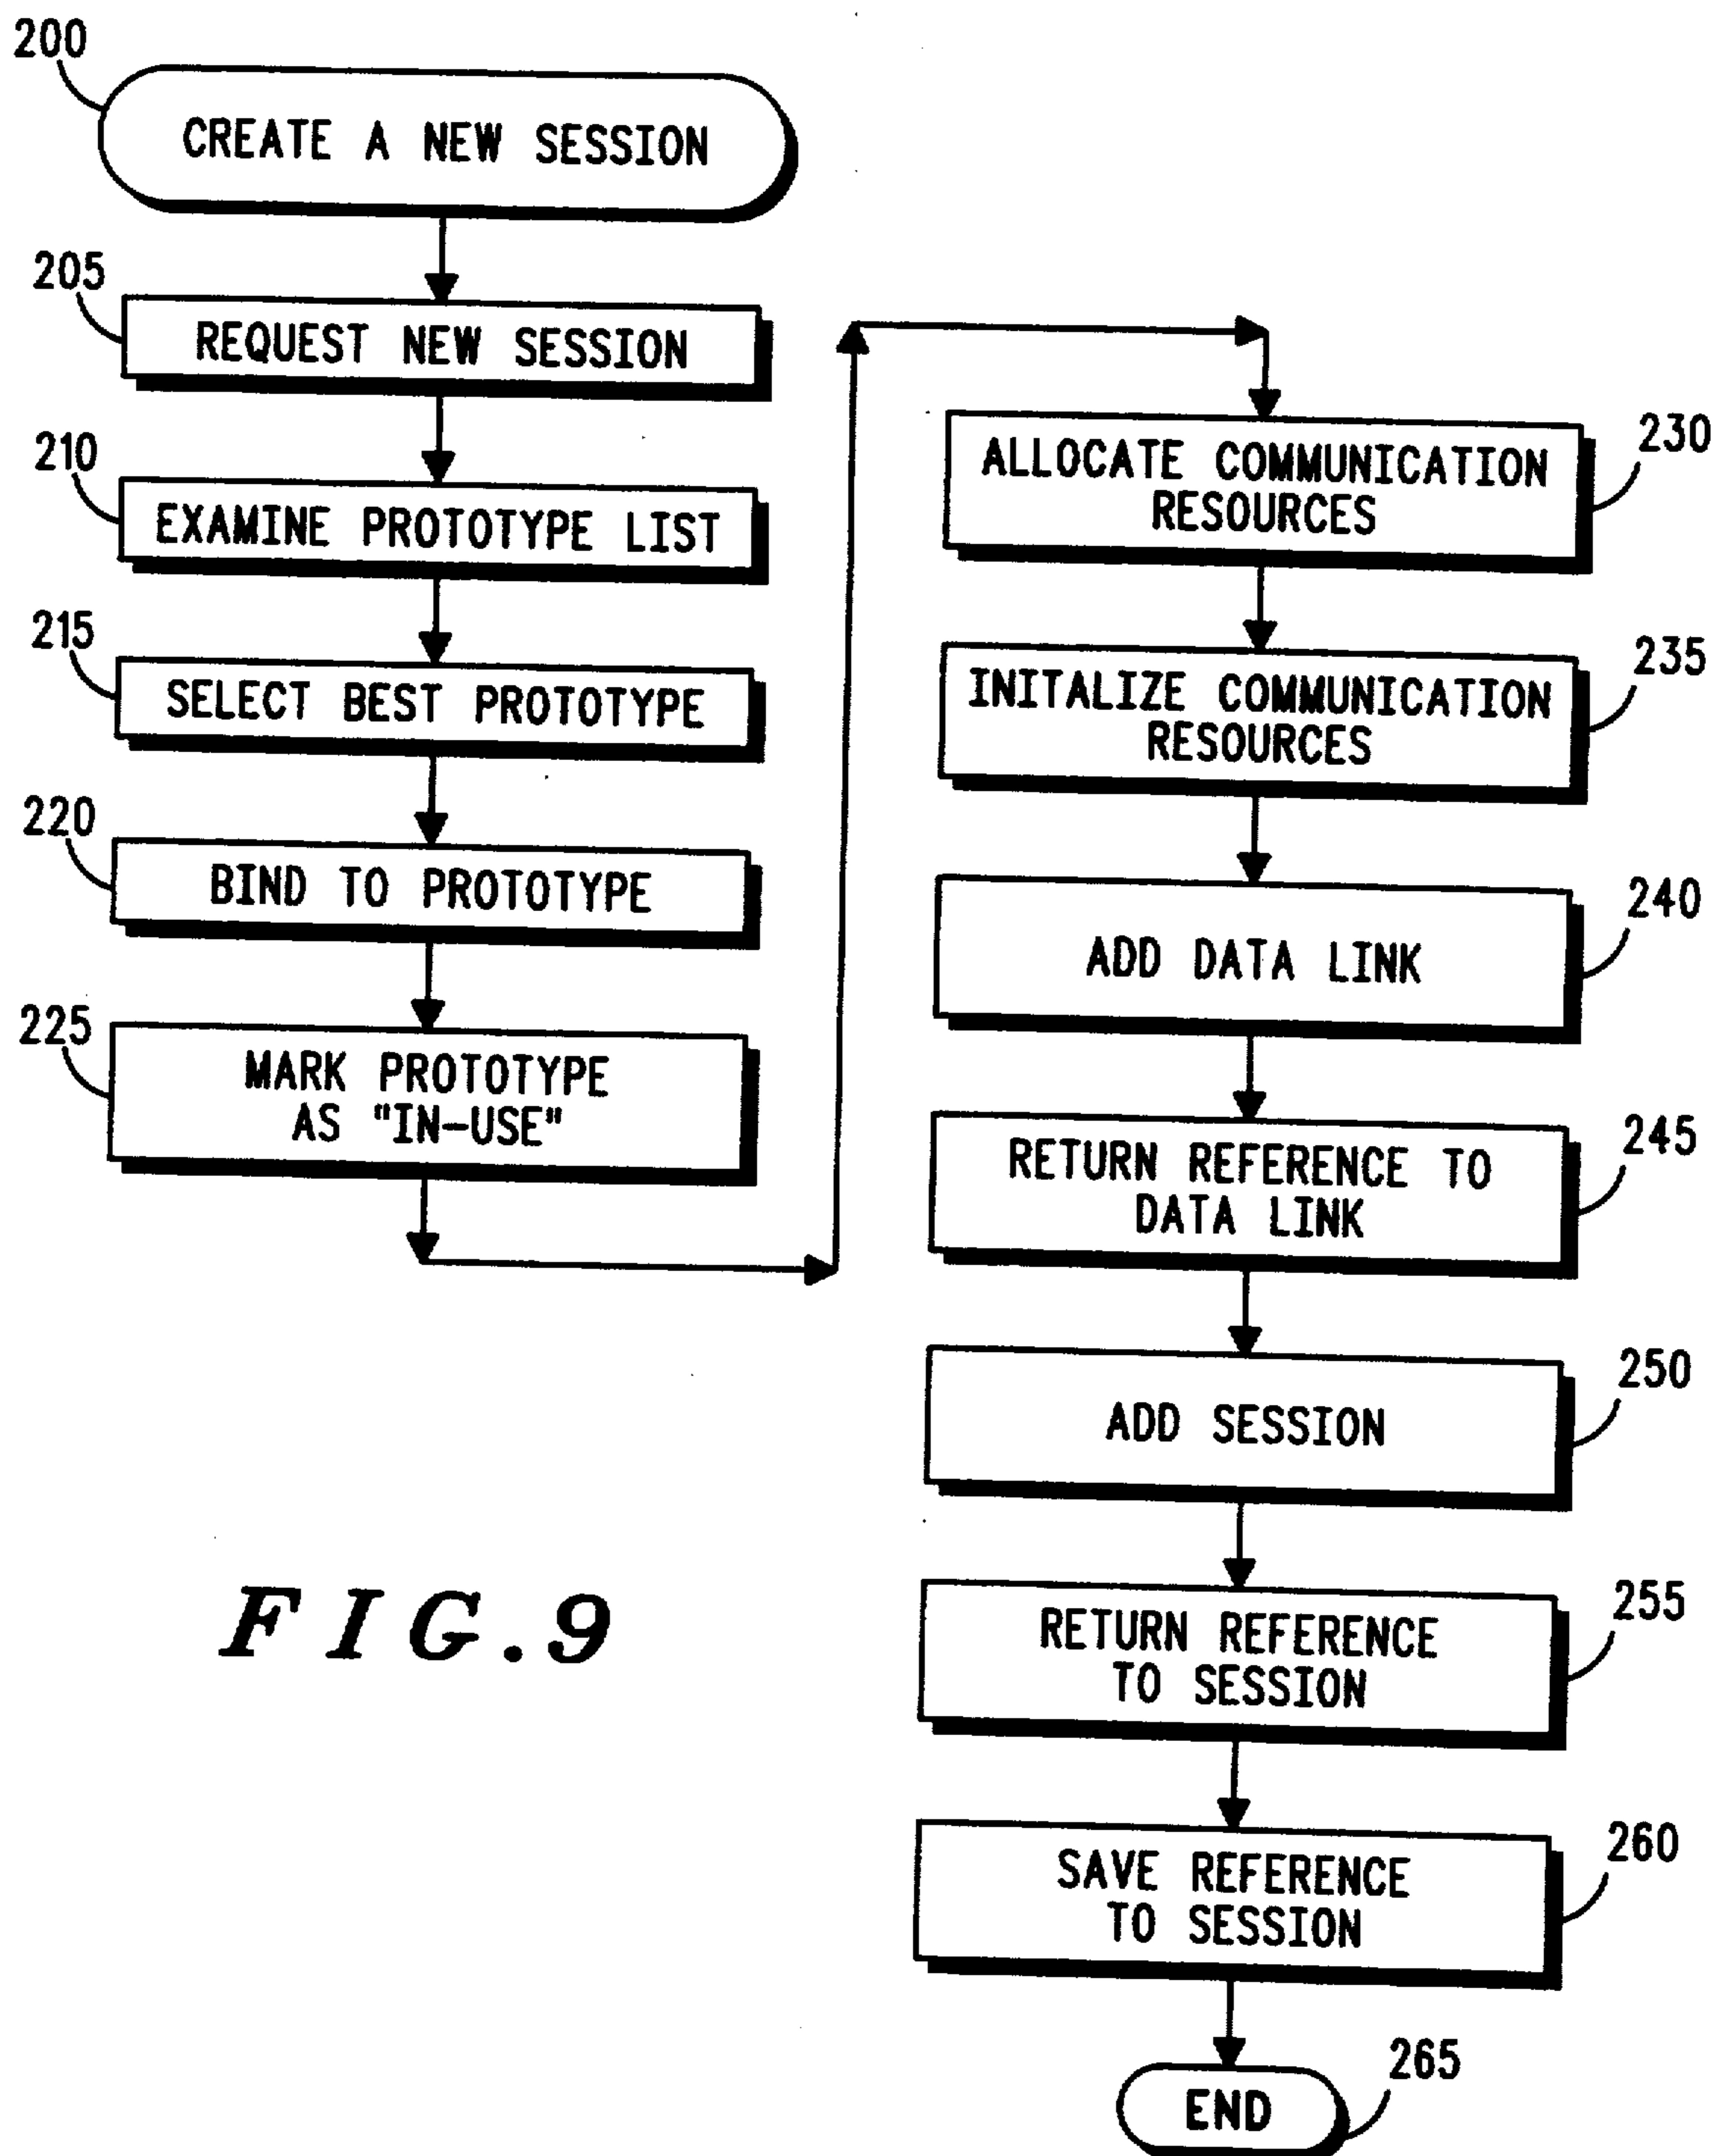 200
CREATE A NEW SESSION
205
REQUEST NEW SESSION
210
EXAMINE PROTOTYPE LIST
215
SELECT BEST PROTOTYPE
220
BIND TO PROTOTYPE
225
MARK PROTOTYPE
AS "IN-USE"
230
ALLOCATE COMMUNICATION
RESOURCES
235
INITALIZE COMMUNICATION
RESOURCES
240
ADD DATA LINK
245
RETURN REFERENCE TO
DATA LINK
250
ADD SESSION
255
RETURN REFERENCE
TO SESSION
260
SAVE REFERENCE
TO SESSION
265
END
FIG.9